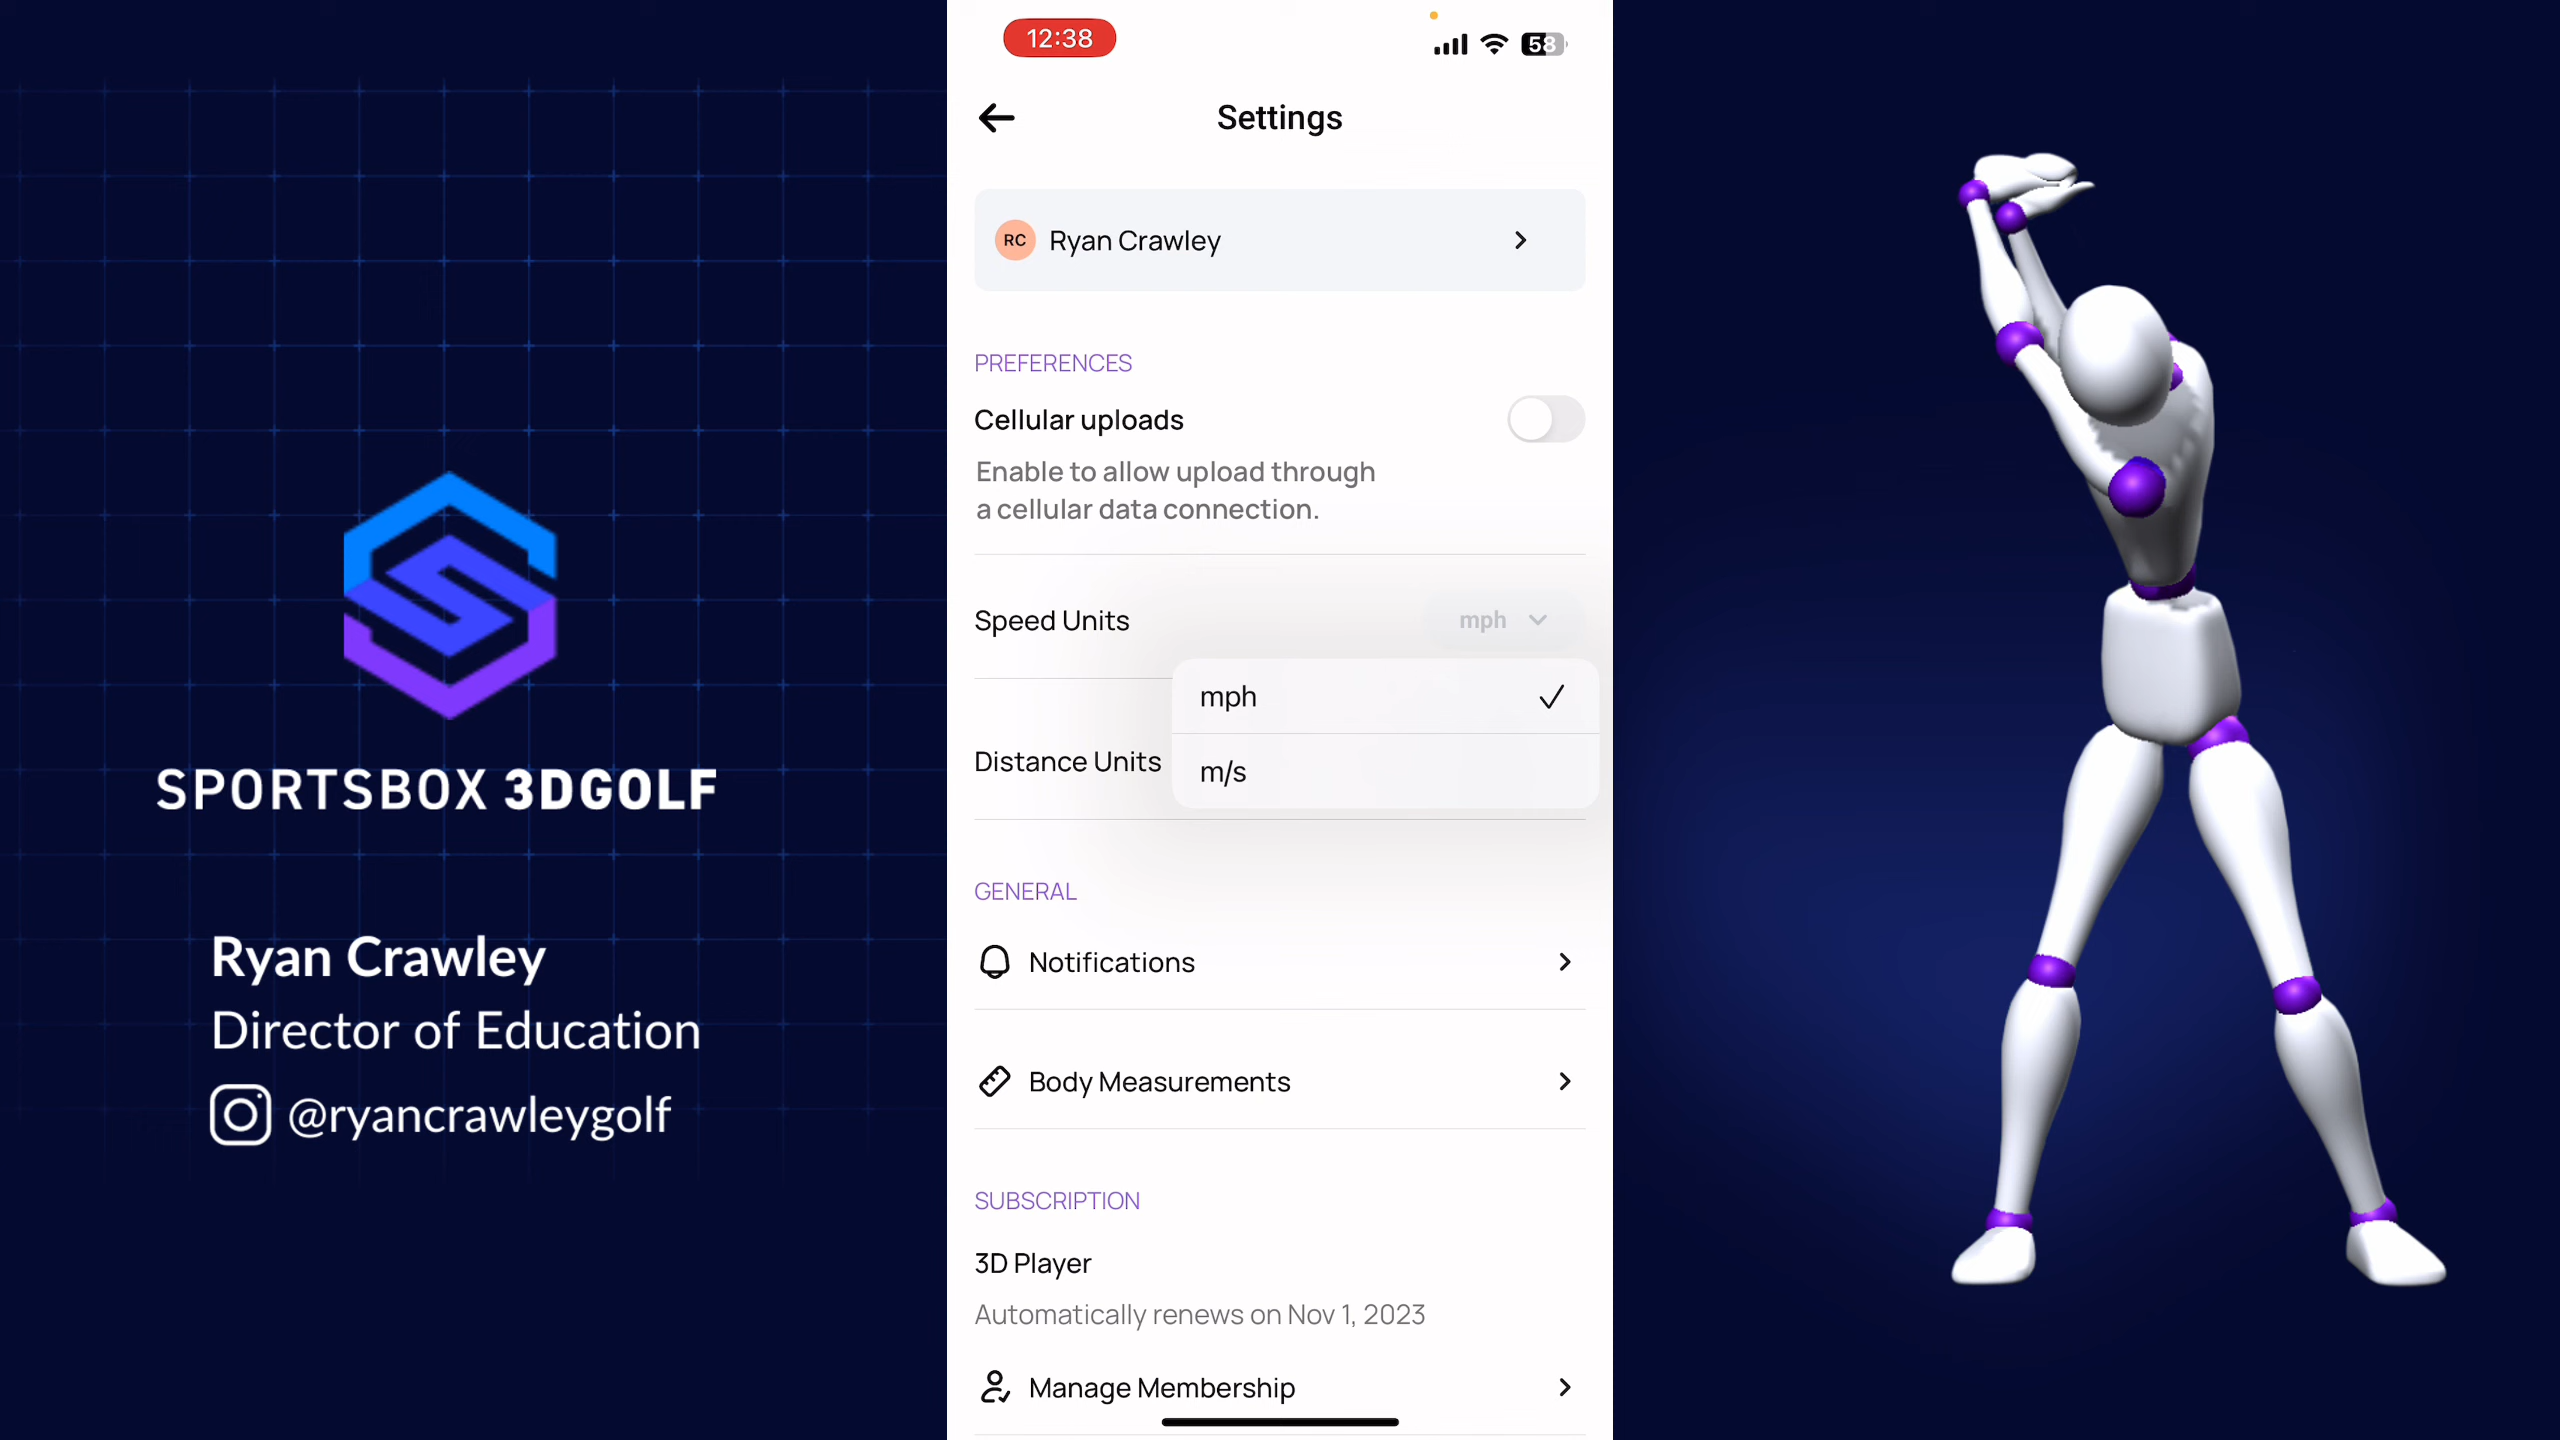 SPORTSBOX 3DGOLF
Ryan Crawley
Director of Education
@ryancrawleygolf
12:38
58
Settings
RC Ryan Crawley
PREFERENCES
Cellular uploads
Enable to allow upload through
a cellular data connection.
Speed Units mph
mph
m/s
Distance Units
GENERAL
Notifications
Body Measurements
SUBSCRIPTION
3D Player
Automatically renews on Nov 1, 2023
Manage Membership